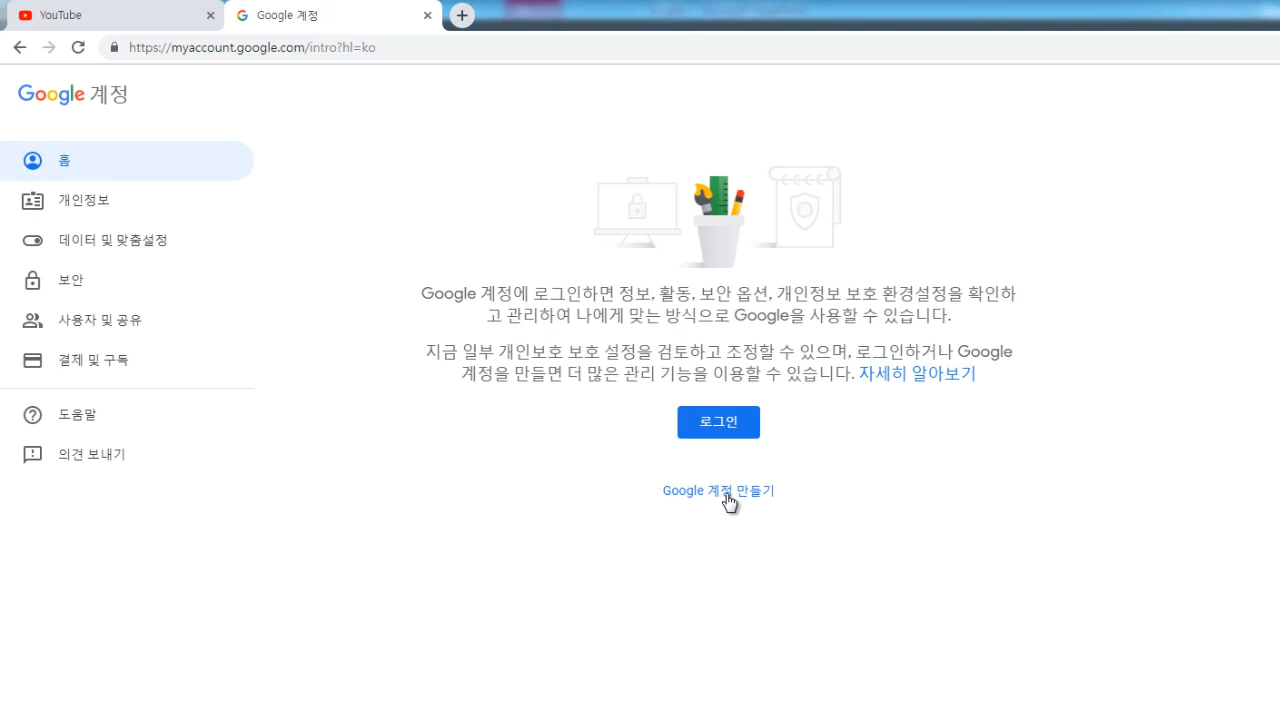 YouTube
Google 계정
https://myaccount.google.com/intro?hl=ko
Google 계정
홈
개인정보
데이터 및 맞춤설정
보안
사용자 및 공유
결제 및 구독
도움말
의견 보내기
Google 계정에 로그인하면 정보, 활동, 보안 옵션, 개인정보 보호 환경설정을 확인하
고 관리하여 나에게 맞는 방식으로 Google을 사용할 수 있습니다.
지금 일부 개인보호 보호 설정을 검토하고 조정할 수 있으며, 로그인하거나 Google
계정을 만들면 더 많은 관리 기능을 이용할 수 있습니다. 자세히 알아보기
로그인
Google 계정 만들기